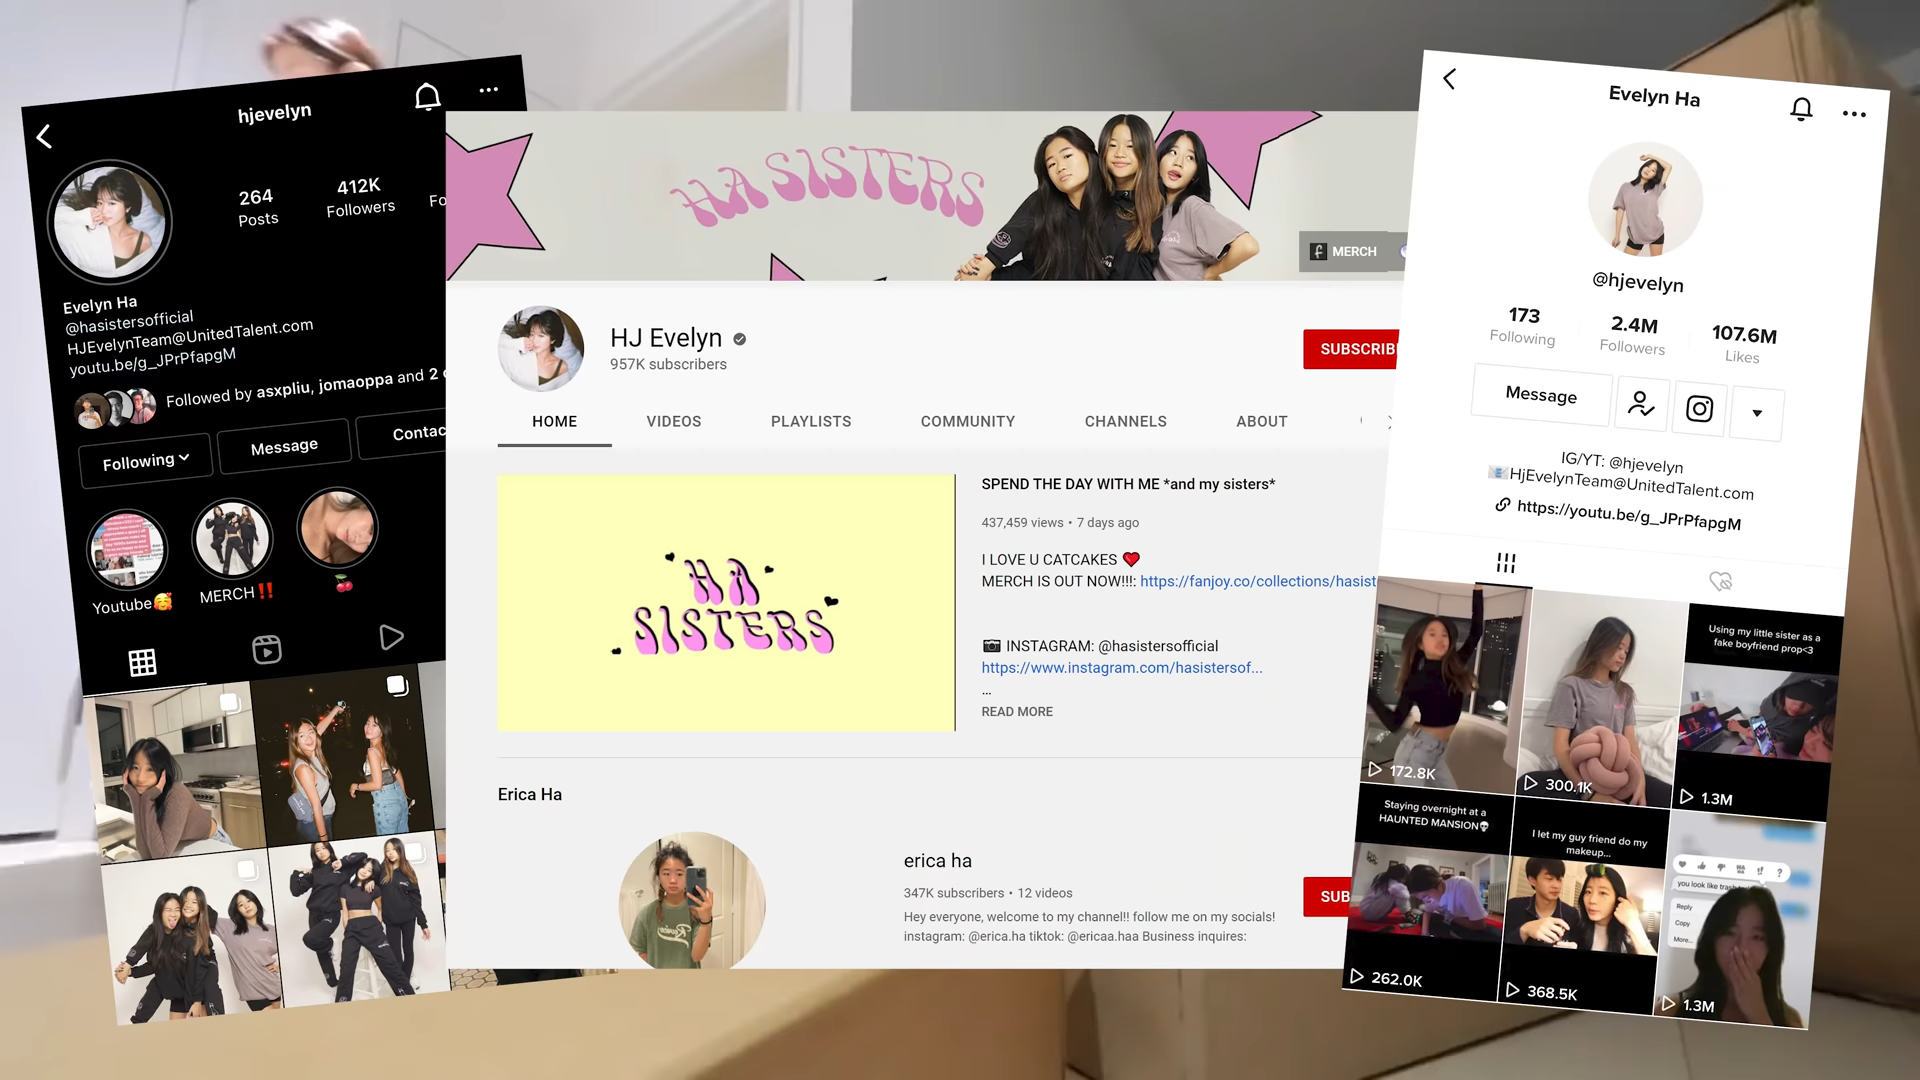 hjevelyn
264
Posts
412K
Followers
Fo
Evelyn Ha
@hasistersofficial
HJEvelynTeam@UnitedTalent.com
youtu.be/g_JPrPfapgM
Followed by asxpliu, jomaoppa and 2
Following
Message
Contac
Youtube🥰
MERCH‼️
🍒
HA SISTERS
MERCH
HJ Evelyn
957K subscribers
SUBSCRIB
HOME
VIDEOS
PLAYLISTS
COMMUNITY
CHANNELS
ABOUT
HA
SISTERS
SPEND THE DAY WITH ME *and my sisters*
437,459 views • 7 days ago
I LOVE U CATCAKES ❤️
MERCH IS OUT NOW!!!: https://fanjoy.co/collections/hasist
📷 INSTAGRAM: @hasistersofficial
https://www.instagram.com/hasistersof...
...
READ MORE
Erica Ha
erica ha
347K subscribers • 12 videos
Hey everyone, welcome to my channel!! follow me on my socials!
instagram: @erica.ha tiktok: @ericaa.haa Business inquires:
SUB
Evelyn Ha
@hjevelyn
173
Following
2.4M
Followers
107.6M
Likes
Message
IG/YT: @hjevelyn
📧HjEvelynTeam@UnitedTalent.com
https://youtu.be/g_JPrPfapgM
172.8K
300.1K
Using my little sister as a
fake boyfriend prop<3
1.3M
Staying overnight at a
HAUNTED MANSION💀
262.0K
I let my guy friend do my
makeup...
368.5K
you look like trash
Reply
Copy
More...
1.3M